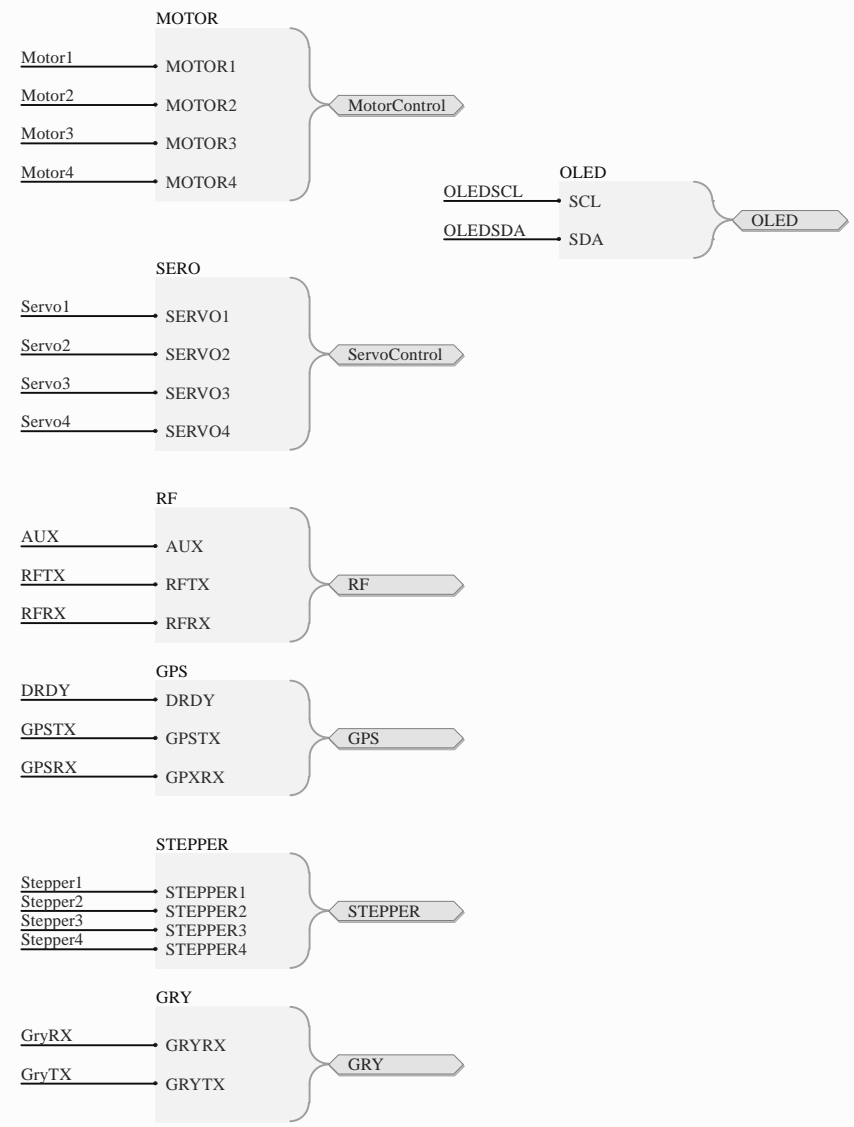 MOTOR
Motor1 MOTOR1
Motor2 MOTOR2 MotorControl
Motor3 MOTOR3
Motor4 MOTOR4
OLED
OLEDSCL SCL
OLED
OLEDSDA SDA
SERO
Servo1 SERVO1
Servo2 SERVO2 ServoControl
Servo3 SERVO3
Servo4 SERVO4
RF
AUX AUX
RFTX RFTX RF
RFRX RFRX
GPS
DRDY DRDY
GPSTX GPSTX GPS
GPSRX GPXRX
STEPPER
Stepper1 STEPPER1
Stepper2 STEPPER2 STEPPER
Stepper3 STEPPER3
Stepper4 STEPPER4
GRY
GryRX GRYRX
GRY
GryTX GRYTX